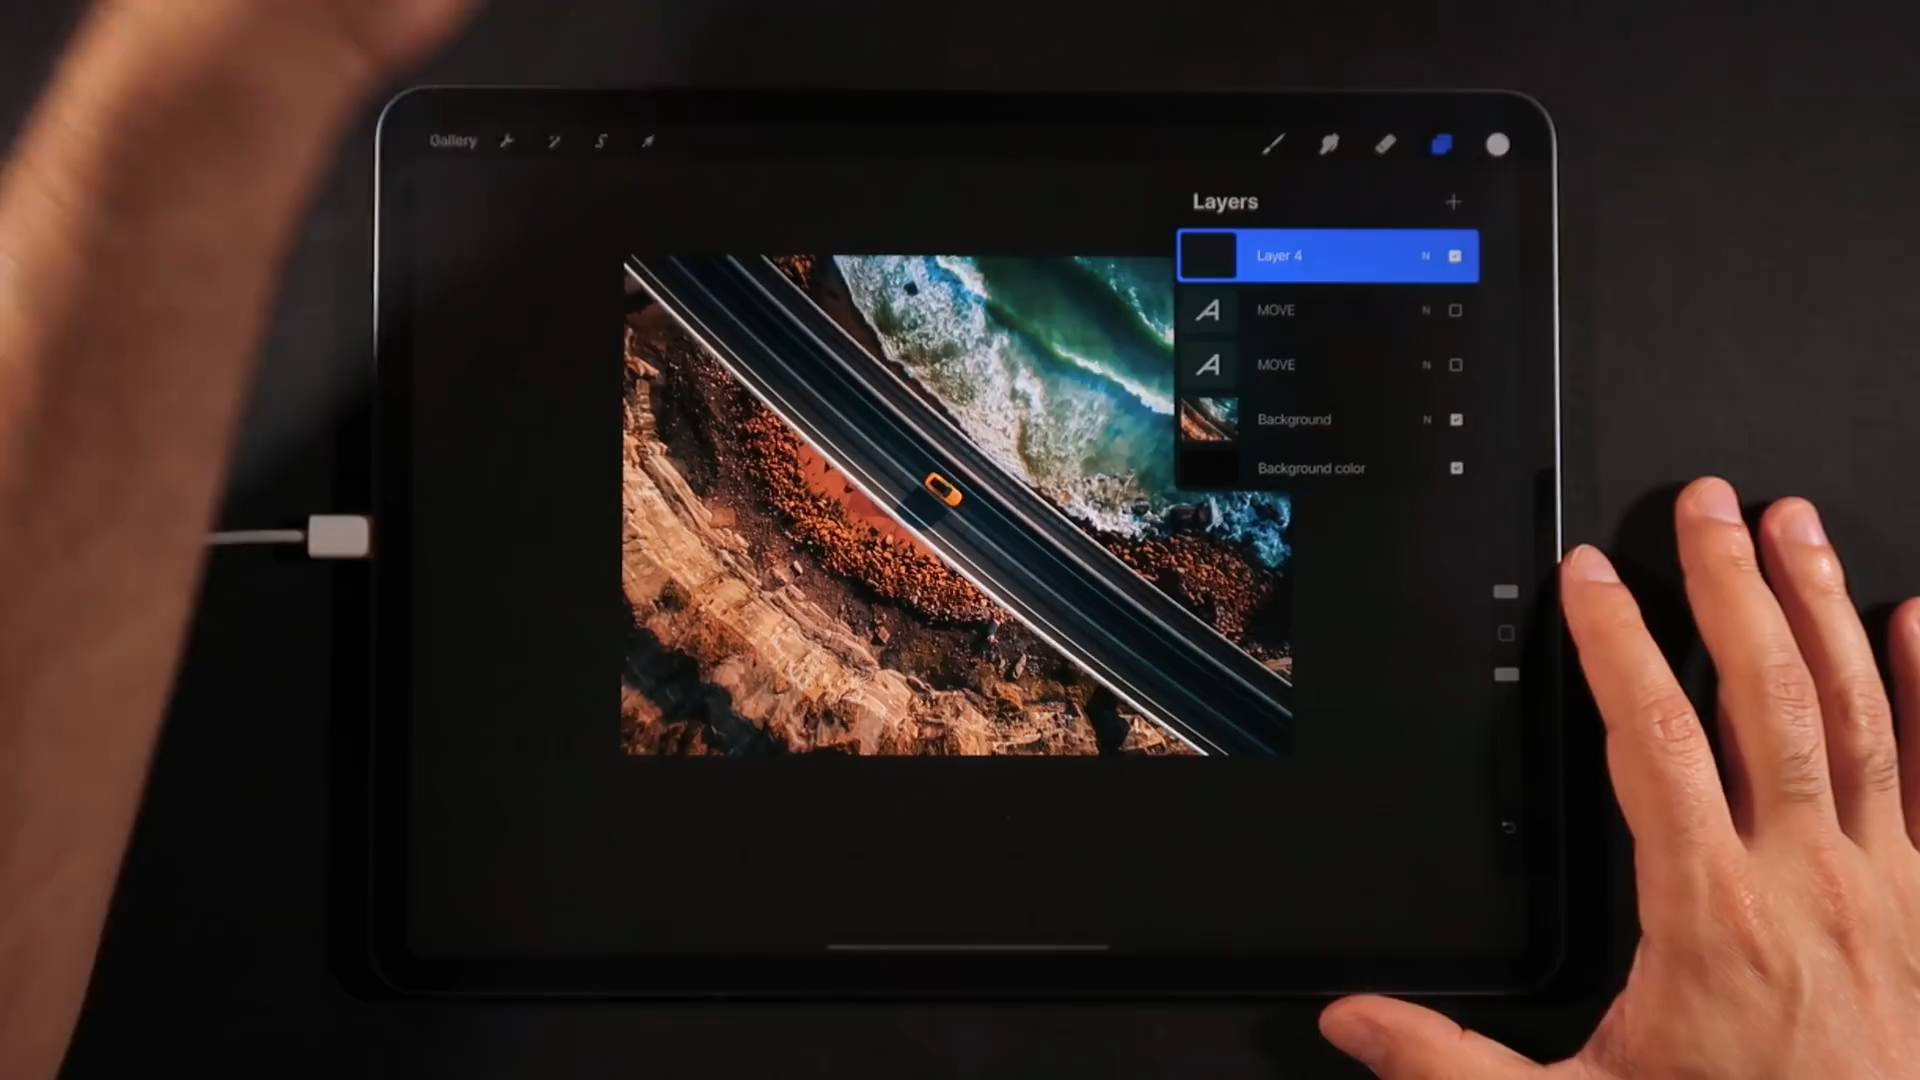 Gallery
Layers
Layer 4 N
A MOVE N
A MOVE N
Background N
Background color